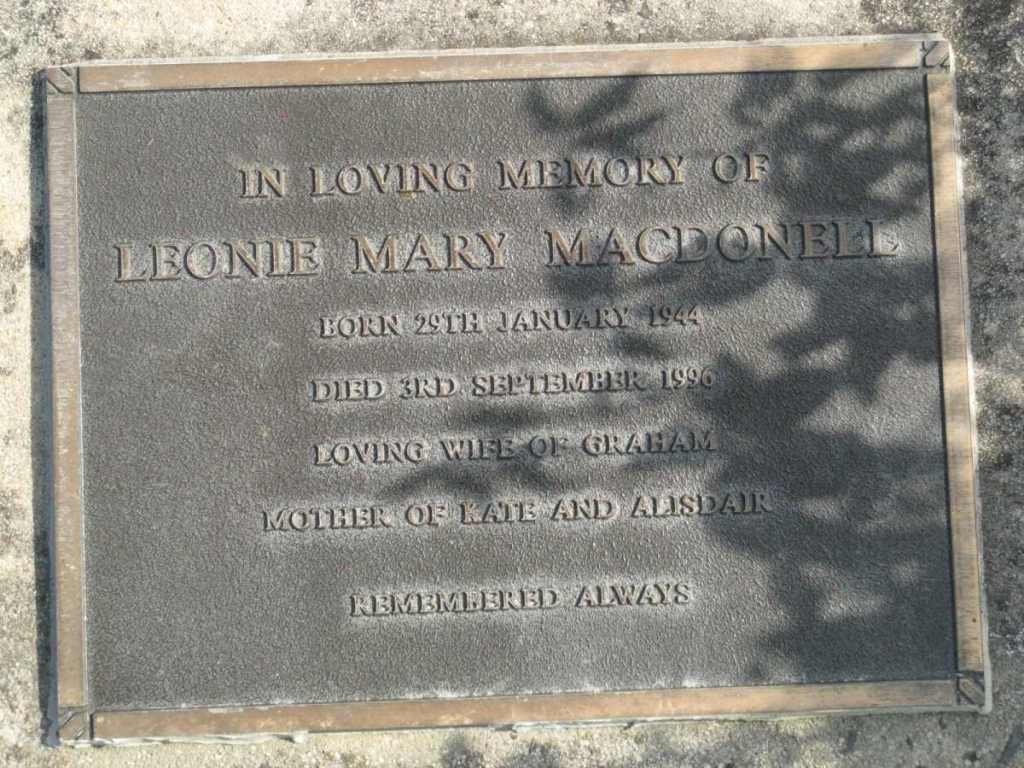 IN LOVING MEMORY OF
LEONIE MARY MACDONELL
BORN 29TH JANUARY 1944
DIED 3RD SEPTEMBER 1996
LOVING WIFE OF GRAHAM
MOTHER OF KATE AND ALISDAIR
REMEMBERED ALWAYS